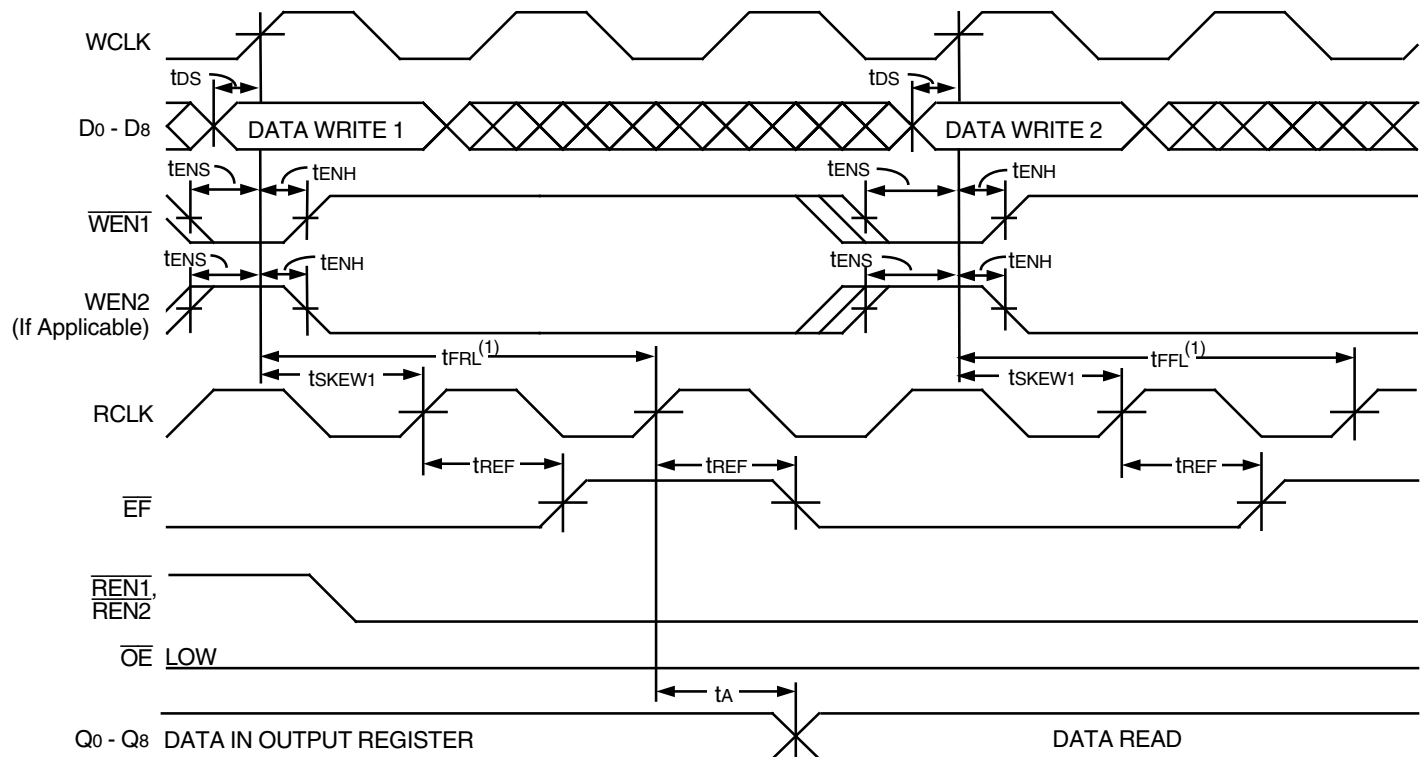 WCLK
tDS
tDS
D0 - D8
DATA WRITE 1
DATA WRITE 2
tENS
tENH
tENS
tENH
WEN1
tENS
tENH
tENS
tENH
WEN2
(If Applicable)
tFRL(1)
tFFL(1)
tSKEW1
tSKEW1
RCLK
tREF
tREF
tREF
EF
REN1,
REN2
OE LOW
tA
Q0 - Q8 DATA IN OUTPUT REGISTER
DATA READ